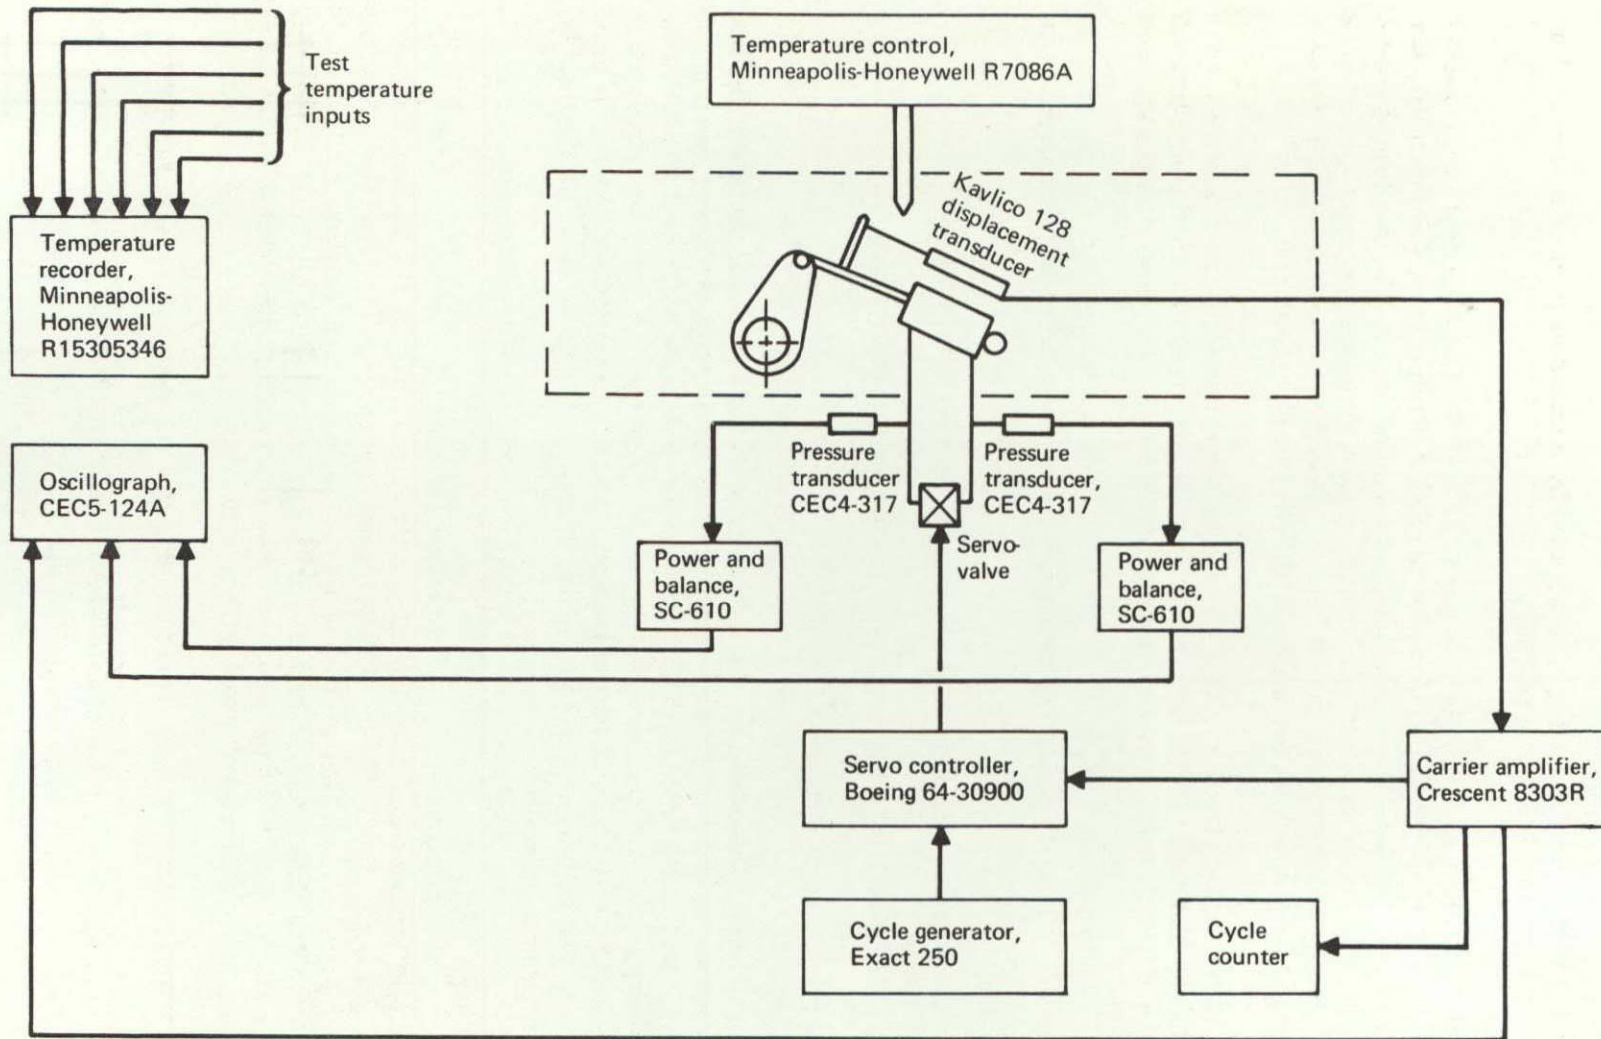 Test
temperature
inputs
Temperature control,
Minneapolis-Honeywell R7086A
Kavlico 128
displacement
transducer
Temperature
recorder,
Minneapolis-
Honeywell
R15305346
Oscillograph,
CEC5-124A
Pressure
transducer
CEC4-317
Pressure
transducer,
CEC4-317
Servo-
valve
Power and
balance,
SC-610
Power and
balance,
SC-610
Servo controller,
Boeing 64-30900
Carrier amplifier,
Crescent 8303R
Cycle generator,
Exact 250
Cycle
counter